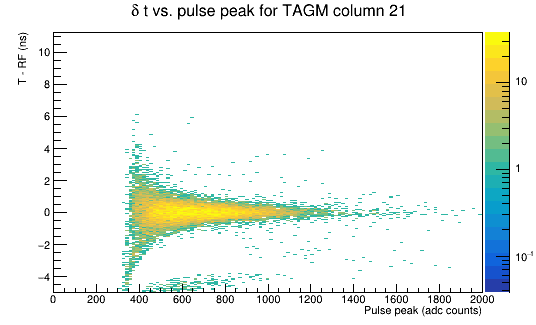 δ t vs. pulse peak for TAGM column 21
T - RF (ns)
10
8
6
4
2
0
−2
−4
0 200 400 600 800 1000 1200 1400 1600 1800 2000
Pulse peak (adc counts)
10
1
10⁻¹